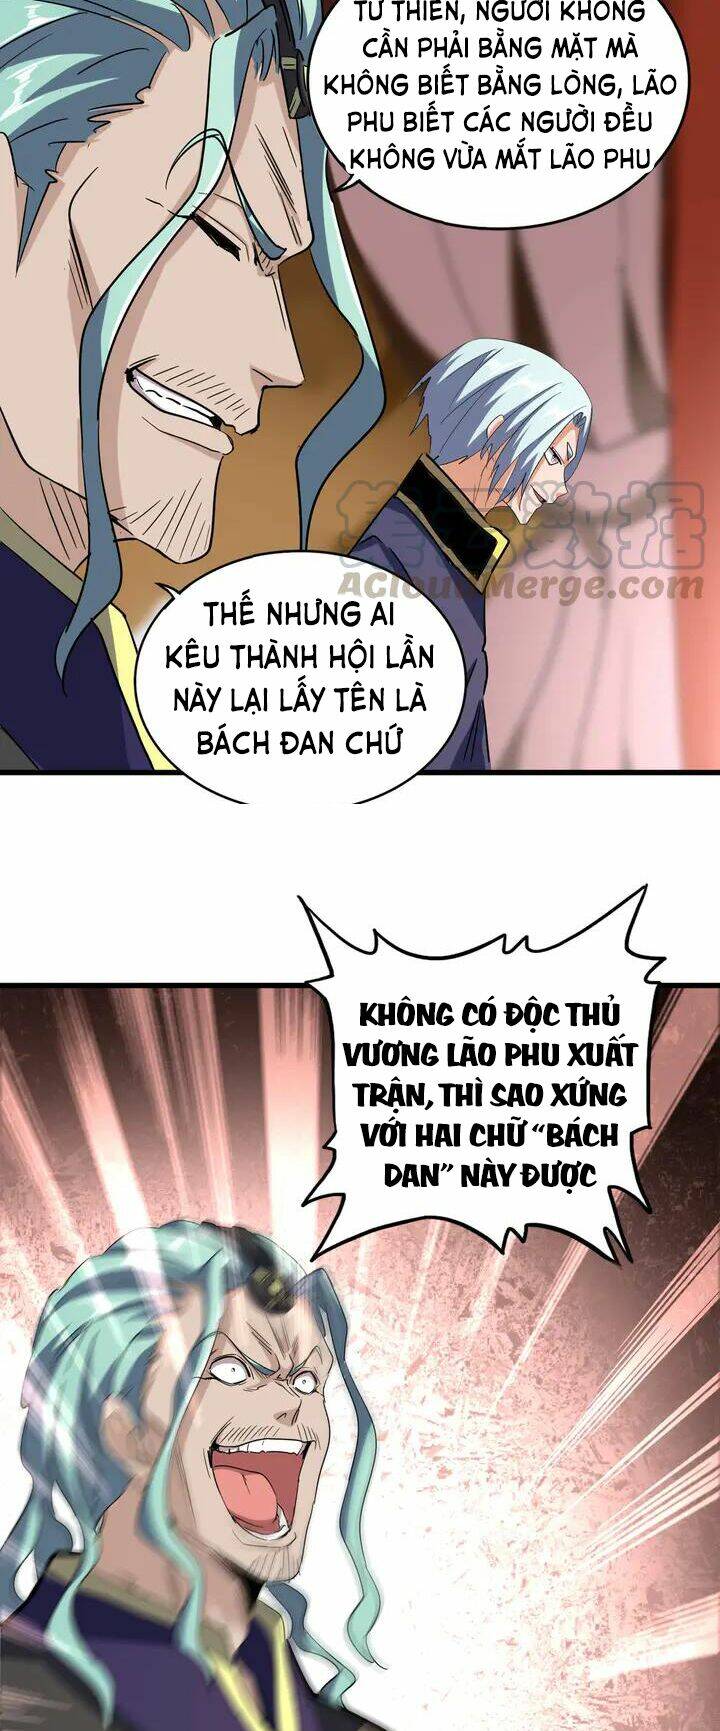 TƯ THIÊN, NGƯƠI KHÔNG
CẦN PHẢI BẰNG MẶT MÀ
KHÔNG BIẾT BẰNG LÒNG, LÃO
PHU BIẾT CÁC NGƯƠI ĐỀU
KHÔNG VỪA MẮT LÃO PHU
AcloudMerge.com
THẾ NHƯNG AI
KÊU THÀNH HỘI LẦN
NÀY LẠI LẤY TÊN LÀ
BÁCH ĐAN CHỨ
KHÔNG CÓ ĐỘC THỦ
VƯƠNG LÃO PHU XUẤT
TRẬN, THÌ SAO XỨNG
VỚI HAI CHỮ “BÁCH
DAN” NÀY ĐƯỢC